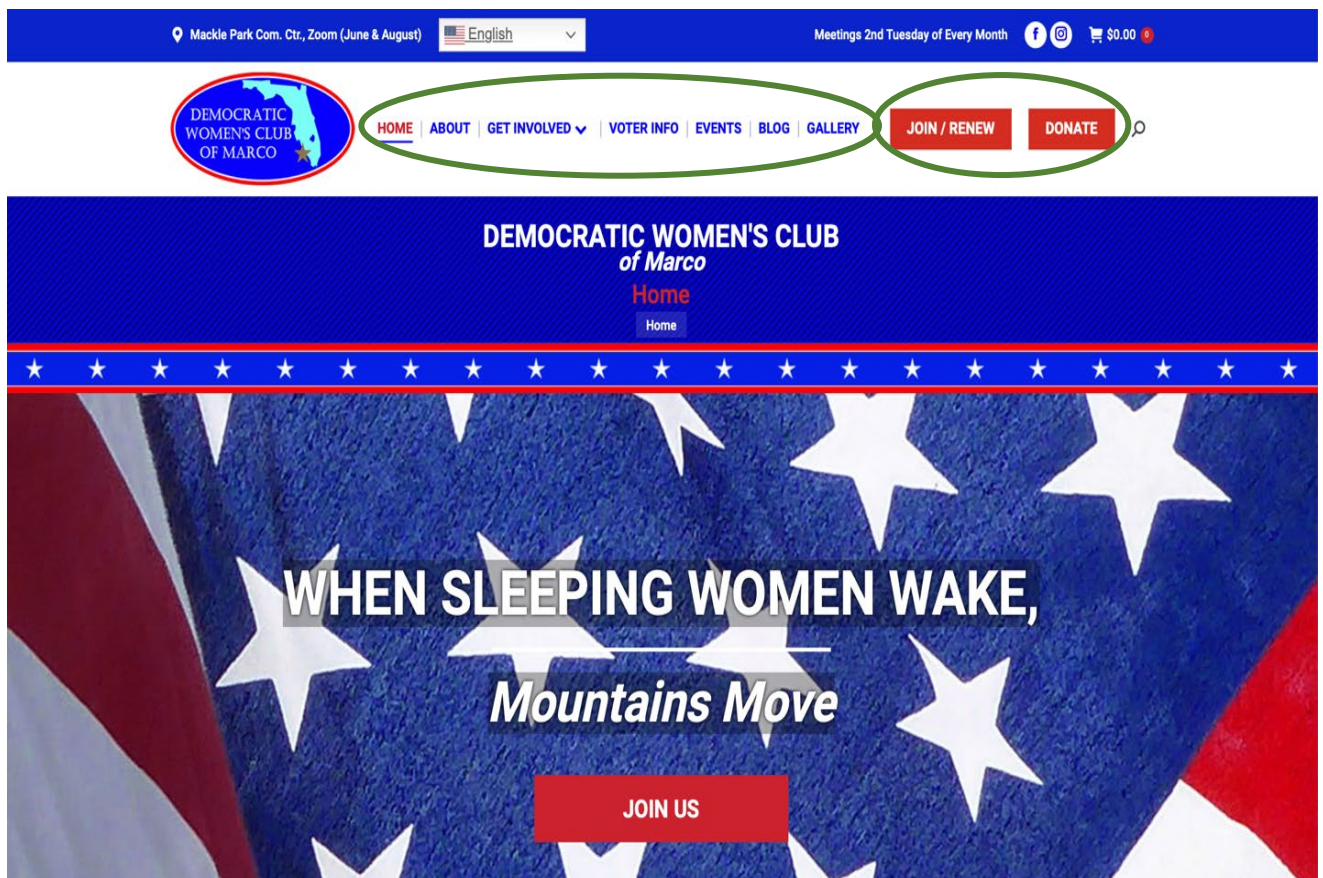 Mackle Park Com. Ctr., Zoom (June & August) English Meetings 2nd Tuesday of Every Month $0.00 0
DEMOCRATIC
WOMEN'S CLUB
OF MARCO
HOME ABOUT GET INVOLVED VOTER INFO EVENTS BLOG GALLERY JOIN / RENEW DONATE
DEMOCRATIC WOMEN'S CLUB
of Marco
Home
Home
WHEN SLEEPING WOMEN WAKE,
Mountains Move
JOIN US